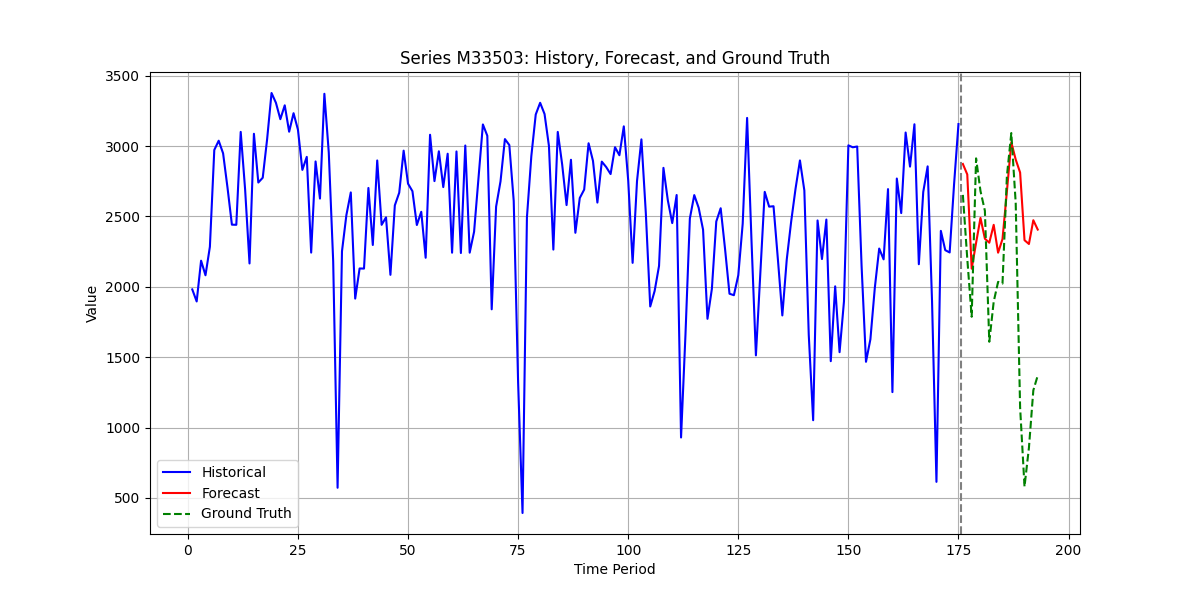 Series M33503: History, Forecast, and Ground Truth
3500
3000
2500
2000
1500
1000
500
Value
Historical
Forecast
Ground Truth
0
25
50
75
100
125
150
175
200
Time Period